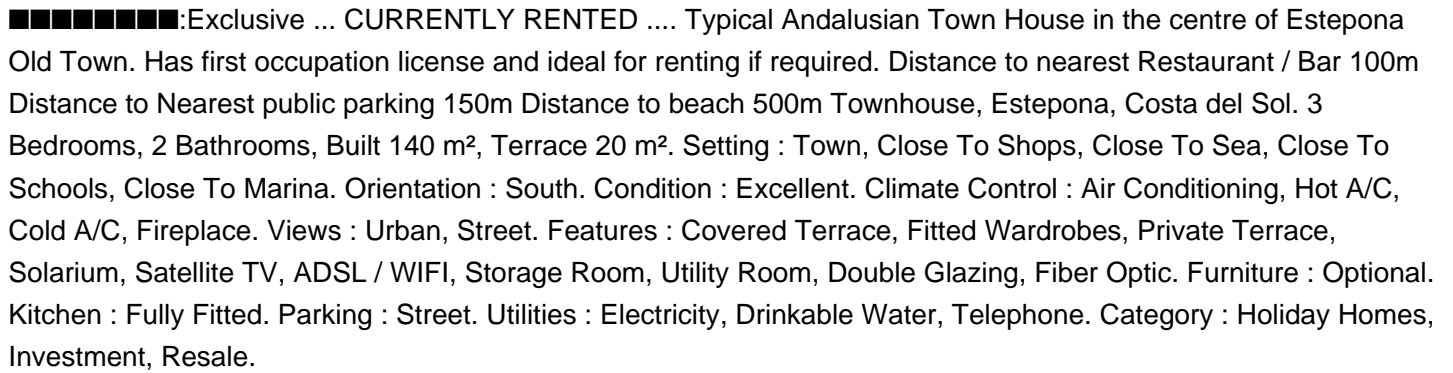 ■■■■■■■■:Exclusive ... CURRENTLY RENTED .... Typical Andalusian Town House in the centre of Estepona
Old Town. Has first occupation license and ideal for renting if required. Distance to nearest Restaurant / Bar 100m
Distance to Nearest public parking 150m Distance to beach 500m Townhouse, Estepona, Costa del Sol. 3
Bedrooms, 2 Bathrooms, Built 140 m², Terrace 20 m². Setting : Town, Close To Shops, Close To Sea, Close To
Schools, Close To Marina. Orientation : South. Condition : Excellent. Climate Control : Air Conditioning, Hot A/C,
Cold A/C, Fireplace. Views : Urban, Street. Features : Covered Terrace, Fitted Wardrobes, Private Terrace,
Solarium, Satellite TV, ADSL / WIFI, Storage Room, Utility Room, Double Glazing, Fiber Optic. Furniture : Optional.
Kitchen : Fully Fitted. Parking : Street. Utilities : Electricity, Drinkable Water, Telephone. Category : Holiday Homes,
Investment, Resale.